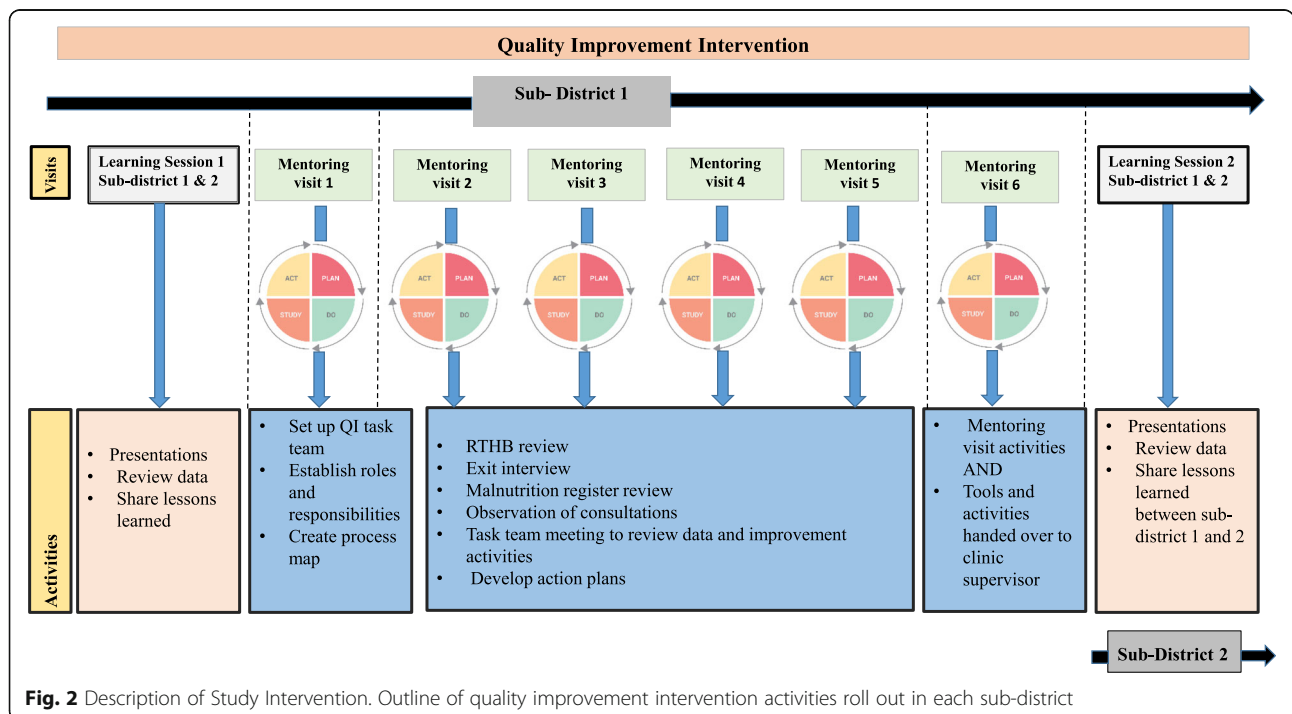 Quality Improvement Intervention
Sub- District 1
Visits
Learning Session 1
Sub-district 1 & 2
Mentoring
visit 1
Mentoring
visit 2
Mentoring
visit 3
Mentoring
visit 4
Mentoring
visit 5
Mentoring
visit 6
Learning Session 2
Sub-district 1 & 2
ACT PLAN
STUDY DO
ACT PLAN
STUDY DO
ACT PLAN
STUDY DO
ACT PLAN
STUDY DO
ACT PLAN
STUDY DO
ACT PLAN
STUDY DO
Activities
• Presentations
• Review data
• Share lessons
learned
• Set up QI task
team
• Establish roles
and
responsibilities
• Create process
map
• RTHB review
• Exit interview
• Malnutrition register review
• Observation of consultations
• Task team meeting to review data and improvement
activities
• Develop action plans
• Mentoring
visit activities
AND
• Tools and
activities
handed over to
clinic
supervisor
• Presentations
• Review data
• Share lessons
learned
between sub-
district 1 and 2
Sub-District 2
Fig. 2 Description of Study Intervention. Outline of quality improvement intervention activities roll out in each sub-district